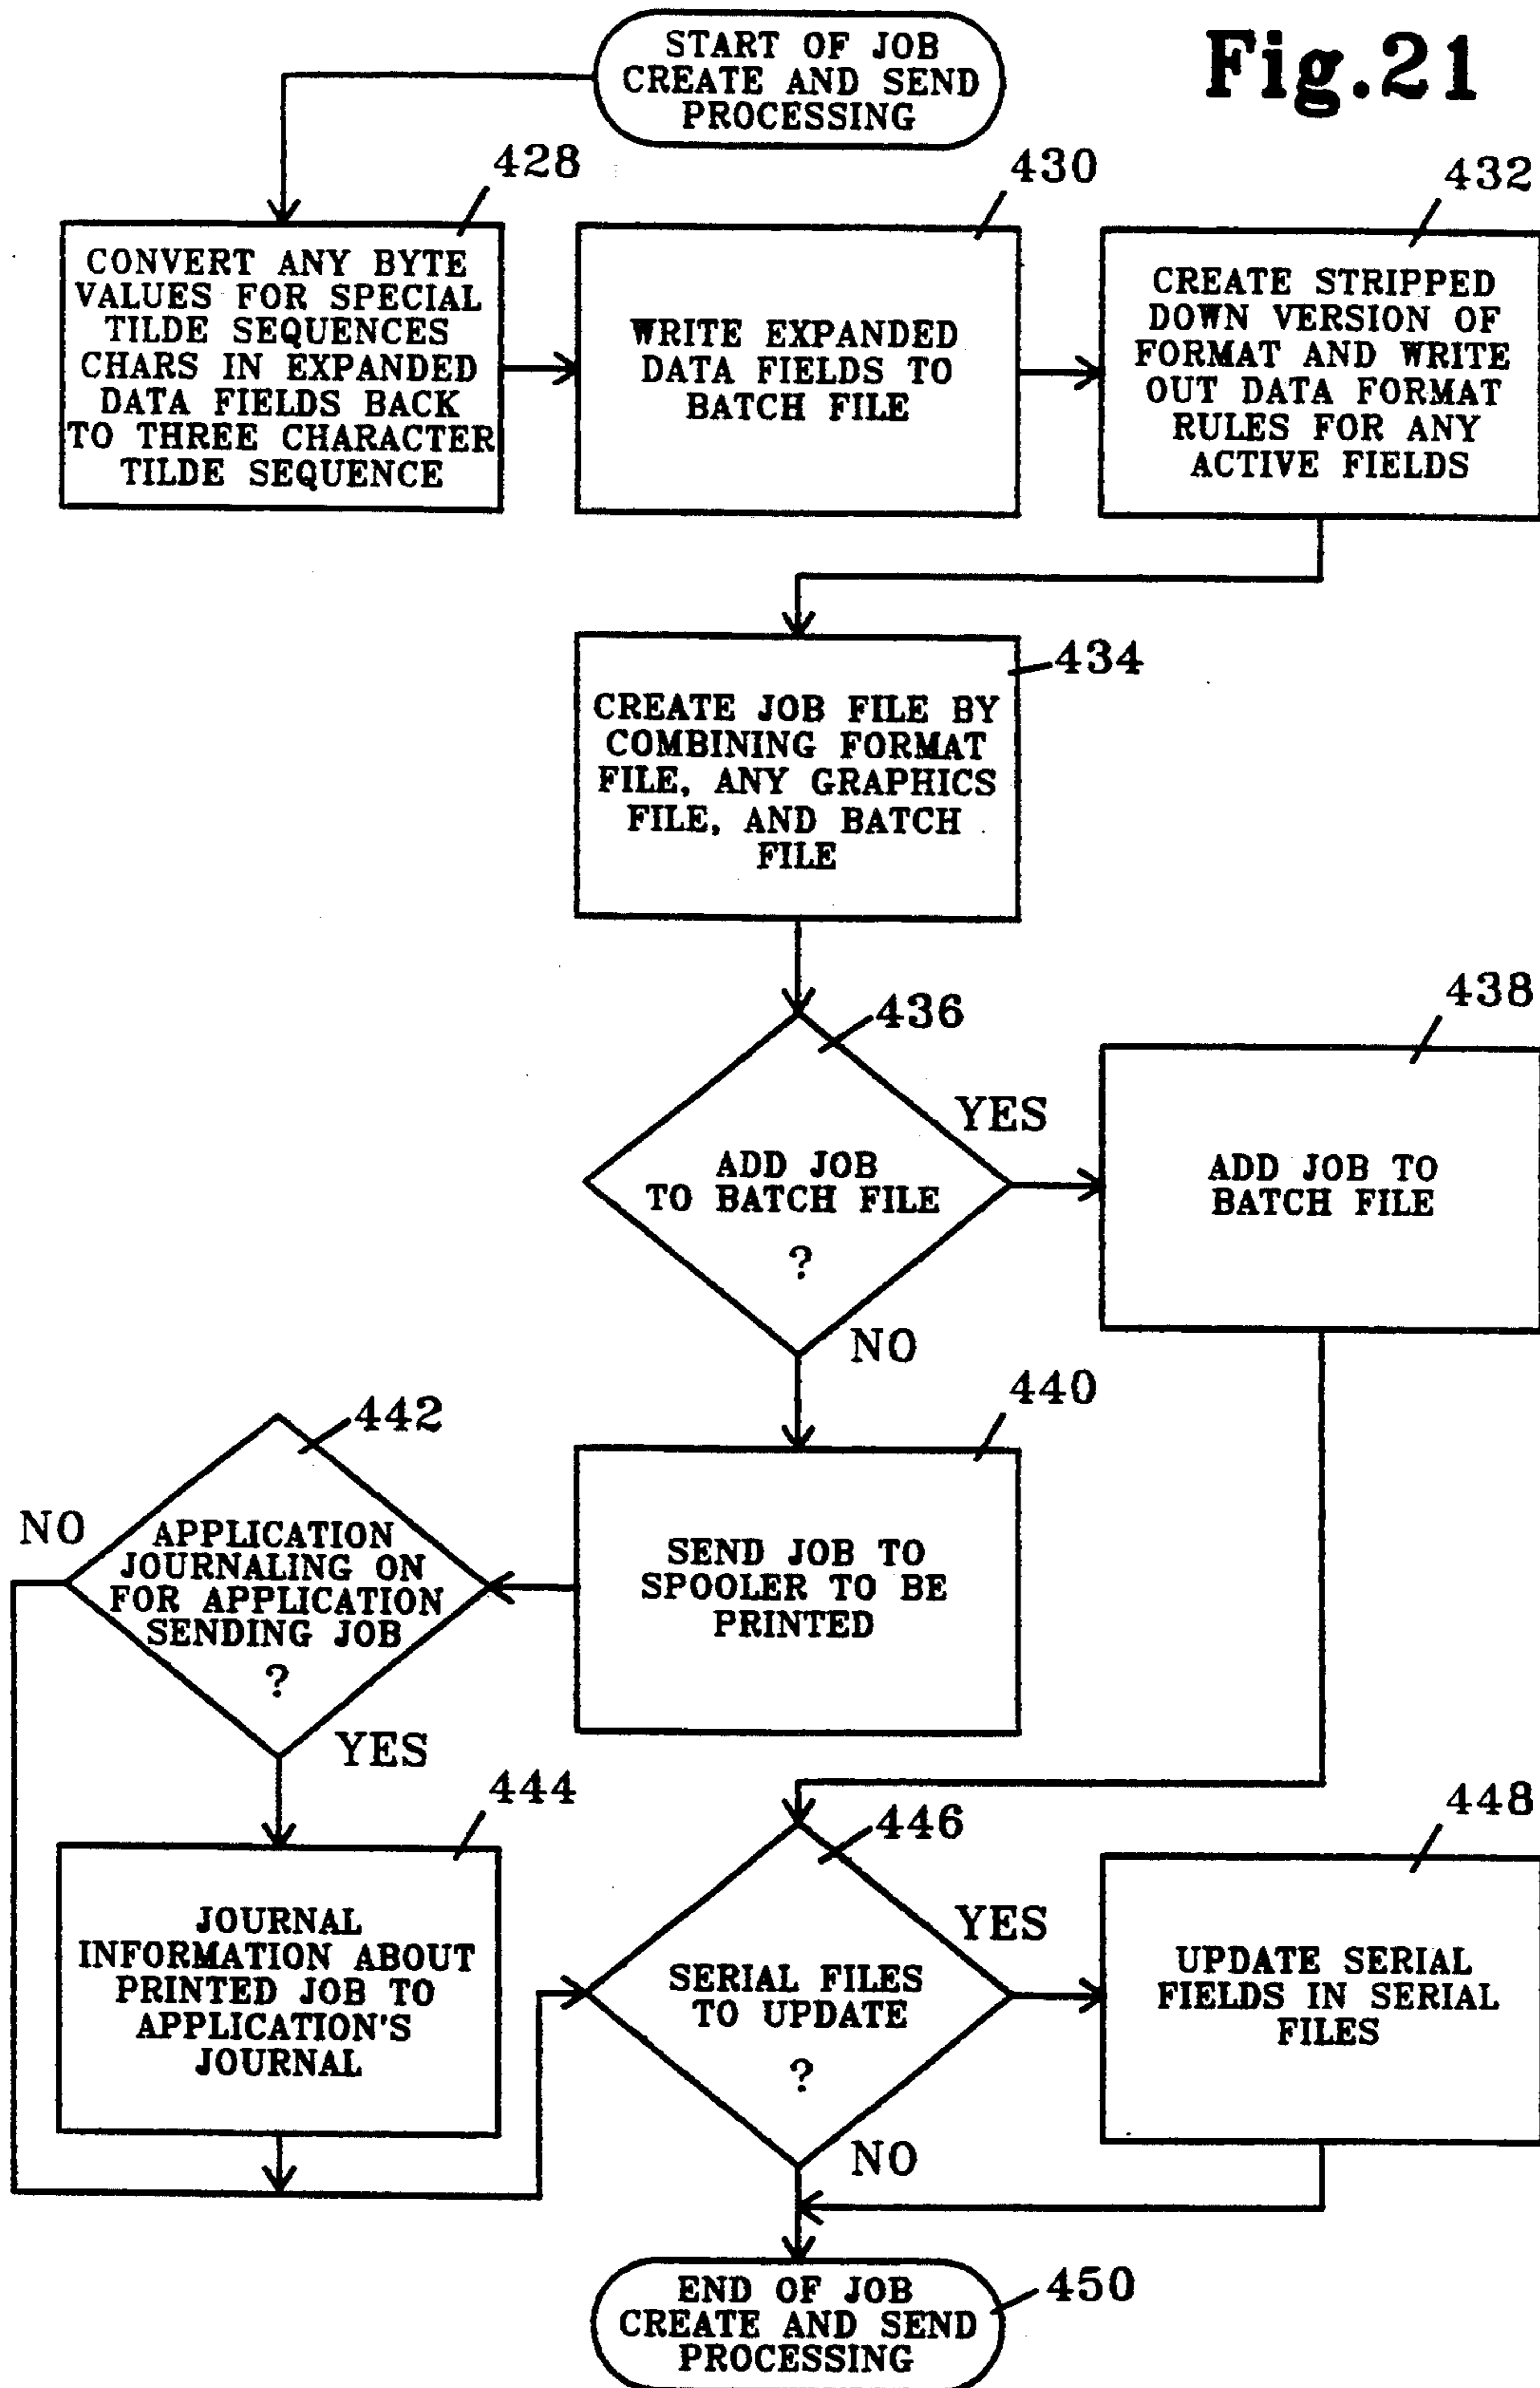 START OF JOB
CREATE AND SEND
PROCESSING
Fig.21
428
CONVERT ANY BYTE
VALUES FOR SPECIAL
TILDE SEQUENCES
CHARS IN EXPANDED
DATA FIELDS BACK
TO THREE CHARACTER
TILDE SEQUENCE
430
WRITE EXPANDED
DATA FIELDS TO
BATCH FILE
432
CREATE STRIPPED
DOWN VERSION OF
FORMAT AND WRITE
OUT DATA FORMAT
RULES FOR ANY
ACTIVE FIELDS
434
CREATE JOB FILE BY
COMBINING FORMAT
FILE, ANY GRAPHICS
FILE, AND BATCH
FILE
436
ADD JOB
TO BATCH FILE
?
YES
NO
438
ADD JOB TO
BATCH FILE
440
SEND JOB TO
SPOOLER TO BE
PRINTED
442
NO
APPLICATION
JOURNALING ON
FOR APPLICATION
SENDING JOB
?
YES
444
JOURNAL
INFORMATION ABOUT
PRINTED JOB TO
APPLICATION'S
JOURNAL
446
SERIAL FILES
TO UPDATE
?
YES
NO
448
UPDATE SERIAL
FIELDS IN SERIAL
FILES
END OF JOB
CREATE AND SEND
PROCESSING
450